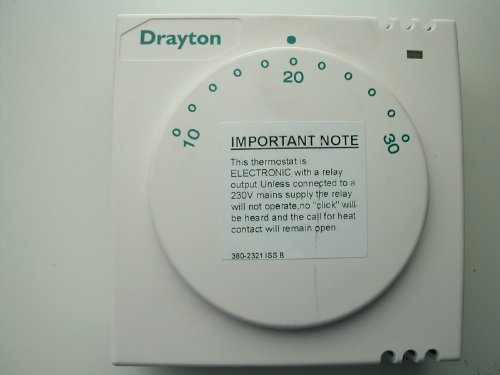 Drayton
10
20
30
IMPORTANT NOTE
This thermostat is
ELECTRONIC with a relay
output.Unless connected to a
230V mains supply the relay
will not operate,no "click" will
be heard and the call for heat
contact will remain open
380-2321 ISS B